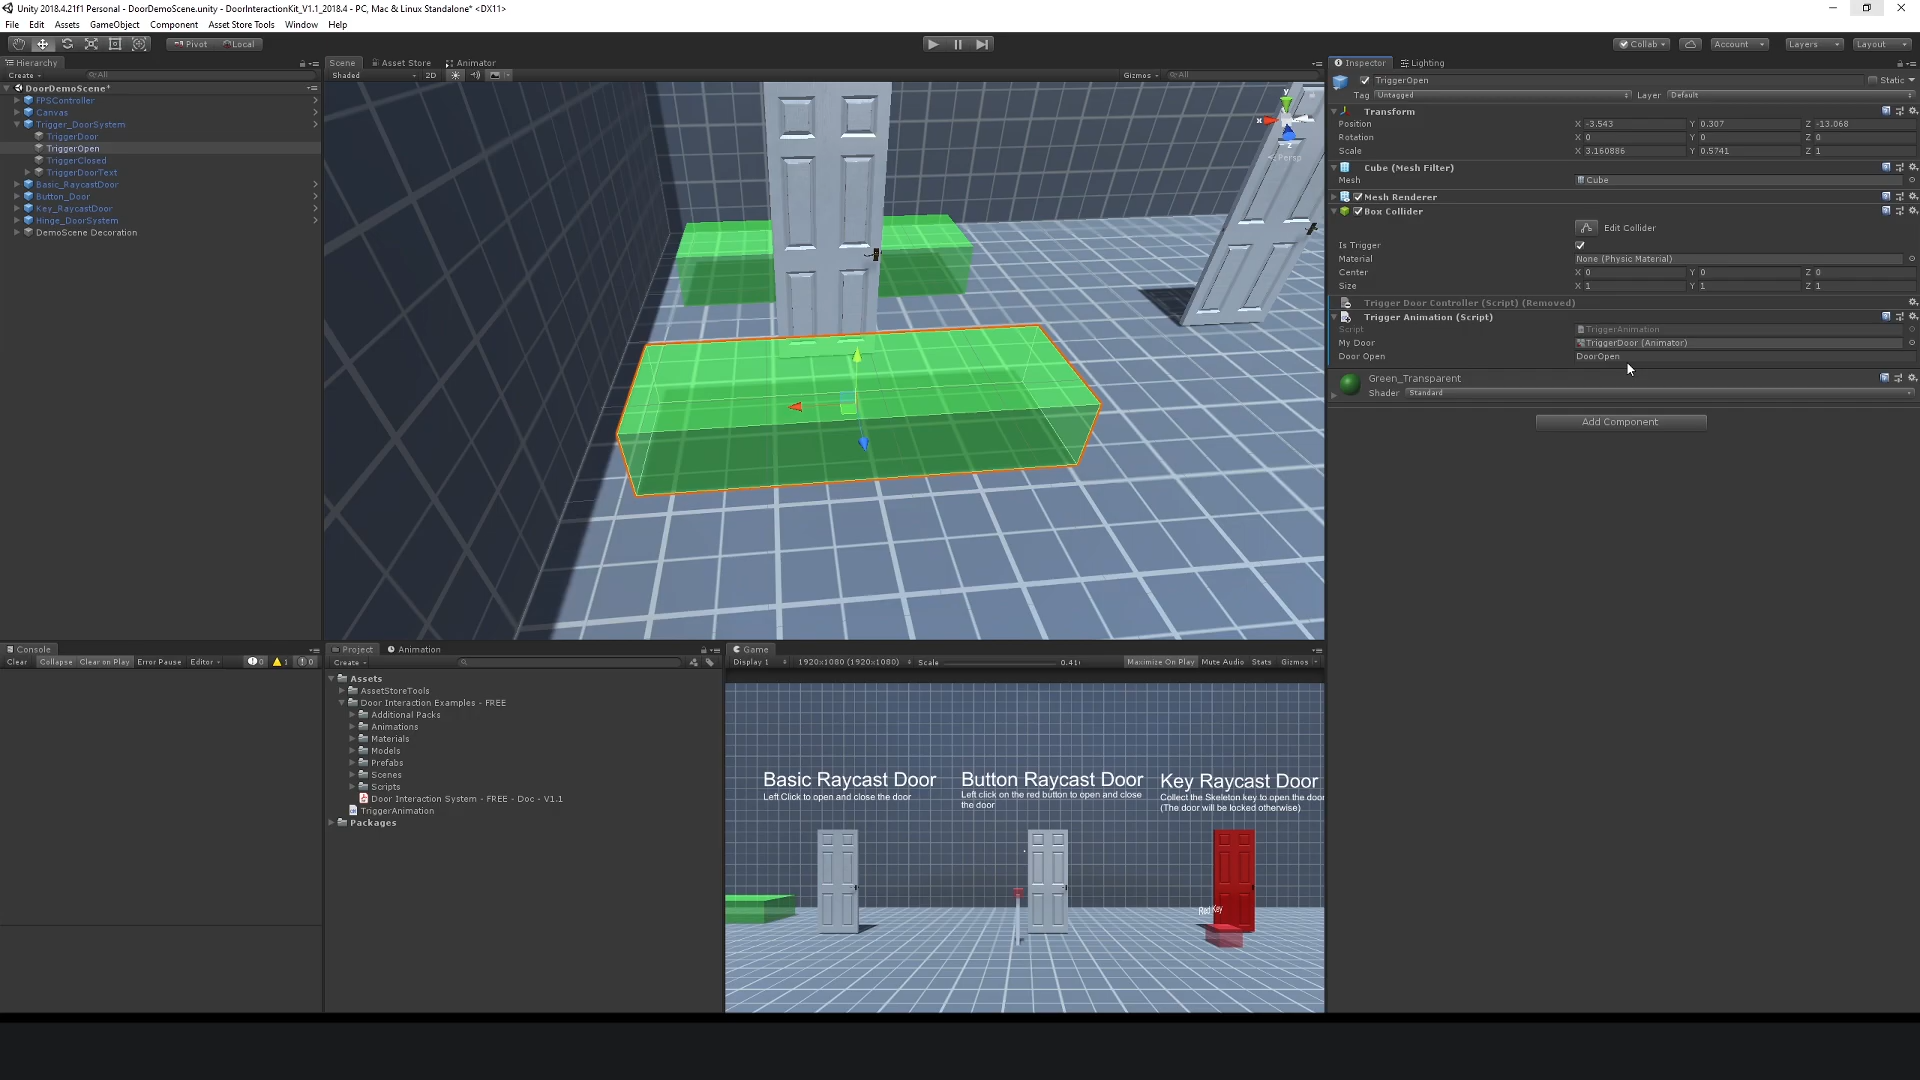 Unity 2018.4.21f1 Personal - DoorDemoScene.unity - DoorInteractionKit_V1.1_2018.4 - PC, Mac & Linux Standalone* <DX11>
File Edit Assets GameObject Component Asset Store Tools Window Help
Pivot Local Collab Account Layers Layout
Hierarchy
Create All
DoorDemoScene*
FPSController
Canvas
Trigger_DoorSystem
TriggerDoor
TriggerOpen
TriggerClosed
TriggerDoorText
Basic_RaycastDoor
Button_Door
Key_RaycastDoor
Hinge_DoorSystem
DemoScene Decoration
Scene Asset Store Animator
Shaded 2D Gizmos All
y
x
z
Persp
Inspector Lighting
TriggerOpen Static
Tag Untagged Layer Default
Transform
Position X -3.543 Y 0.307 Z -13.068
Rotation X 0 Y 0 Z 0
Scale X 3.160886 Y 0.5741 Z 1
Cube (Mesh Filter)
Mesh Cube
Mesh Renderer
Box Collider
Edit Collider
Is Trigger
Material None (Physic Material)
Center X 0 Y 0 Z 0
Size X 1 Y 1 Z 1
Trigger Door Controller (Script) (Removed)
Trigger Animation (Script)
Script TriggerAnimation
My Door TriggerDoor (Animator)
Door Open DoorOpen
Green_Transparent
Shader Standard
Add Component
Console
Clear Collapse Clear on Play Error Pause Editor 0 1 0
Project Animation
Create
Assets
AssetStoreTools
Door Interaction Examples - FREE
Additional Packs
Animations
Materials
Models
Prefabs
Scenes
Scripts
Door Interaction System - FREE - Doc - V1.1
TriggerAnimation
Packages
Game
Display 1 1920x1080 (1920x1080) Scale 0.41 Maximize On Play Mute Audio Stats Gizmos
Basic Raycast Door
Left Click to open and close the door
Button Raycast Door
Left click on the red button to open and close
the door
Key Raycast Door
Collect the Skeleton key to open the door
(The door will be locked otherwise)
Red Key